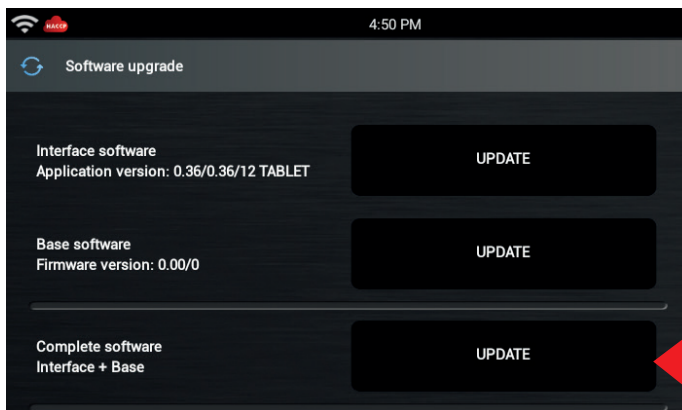 HACCP
4:50 PM
Software upgrade
Interface software
Application version: 0.36/0.36/12 TABLET
UPDATE
Base software
Firmware version: 0.00/0
UPDATE
Complete software
Interface + Base
UPDATE